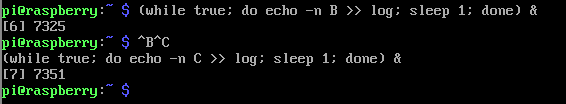 pi@raspberry:~ $ (while true; do echo -n B >> log; sleep 1; done) &
[6] 7325
pi@raspberry:~ $ ^B^C
(while true; do echo -n C >> log; sleep 1; done) &
[7] 7351
pi@raspberry:~ $